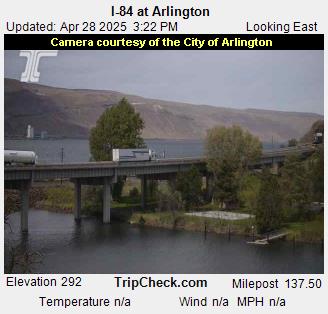 I-84 at Arlington
Updated: Apr 28 2025 3:22 PM Looking East
Camera courtesy of the City of Arlington
Elevation 292 TripCheck.com Milepost 137.50
Temperature n/a Wind n/a MPH n/a